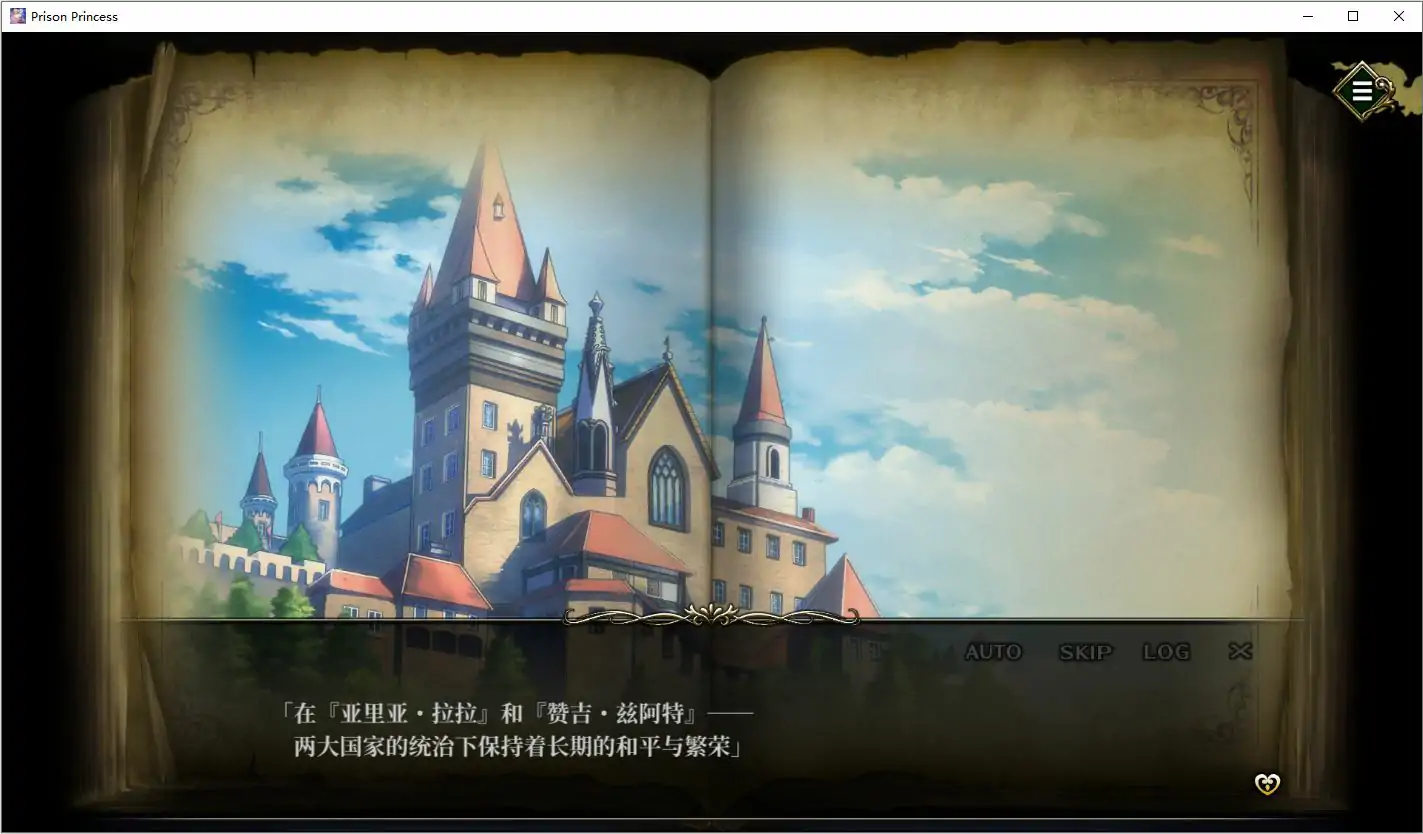 Prison Princess
AUTO SKIP LOG
「在『亚里亚・拉拉』和『赞吉・兹阿特』——
两大国家的统治下保持着长期的和平与繁荣」